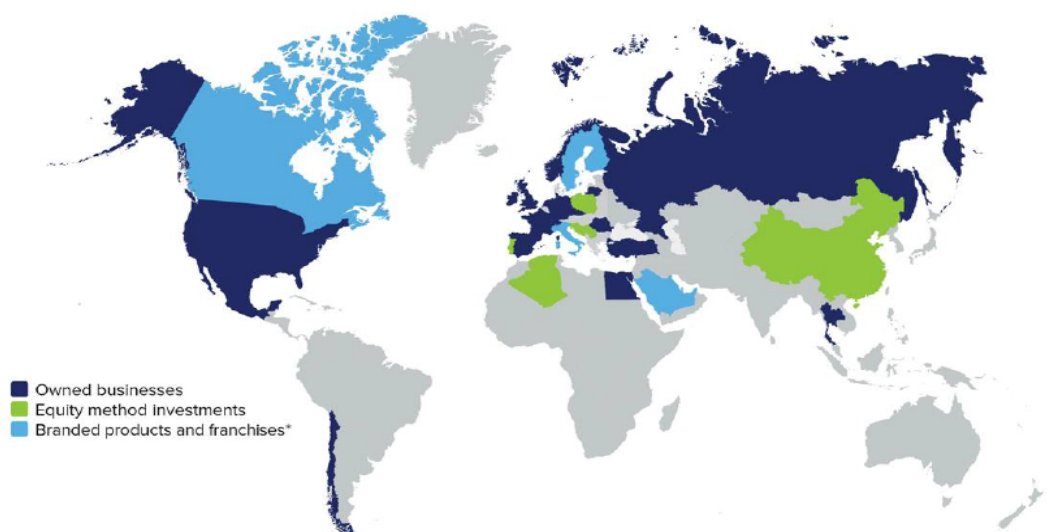 Owned businesses
Equity method investments
Branded products and franchises*